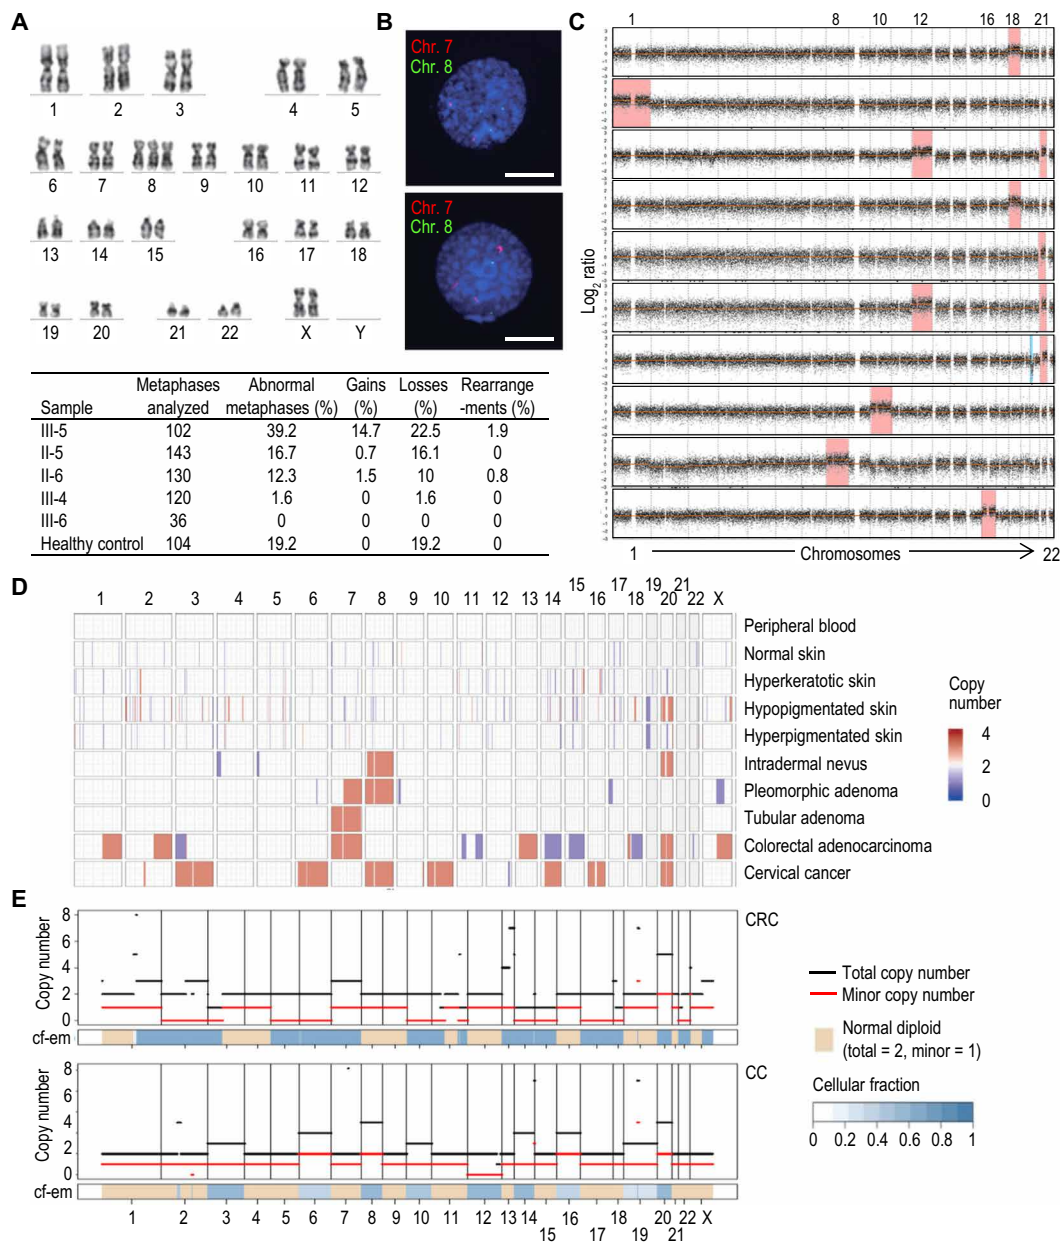 A
1 2 3 4 5
6 7 8 9 10 11 12
13 14 15 16 17 18
19 20 21 22 X Y
B
Chr. 7
Chr. 8
Chr. 7
Chr. 8
Sample Metaphases analyzed Abnormal metaphases (%) Gains (%) Losses (%) Rearrange -ments (%)
III-5 102 39.2 14.7 22.5 1.9
II-5 143 16.7 0.7 16.1 0
II-6 130 12.3 1.5 10 0.8
III-4 120 1.6 0 1.6 0
III-6 36 0 0 0 0
Healthy control 104 19.2 0 19.2 0
C
1 8 10 12 16 18 21
Log2 ratio
1 Chromosomes 22
D
1 2 3 4 5 6 7 8 9 10 11 12 13 14 15 16 17 18 19 20 21 22 X
Peripheral blood
Normal skin
Hyperkeratotic skin
Hypopigmentated skin
Hyperpigmentated skin
Intradermal nevus
Pleomorphic adenoma
Tubular adenoma
Colorectal adenocarcinoma
Cervical cancer
Copy
number
4
2
0
E
CRC
Copy number
8
6
4
2
0
cf-em
CC
Copy number
8
6
4
2
0
cf-em
1 2 3 4 5 6 7 8 9 10 11 12 13 14 15 16 17 18 19 20 21 22 X
Total copy number
Minor copy number
Normal diploid
(total = 2, minor = 1)
Cellular fraction
0 0.2 0.4 0.6 0.8 1